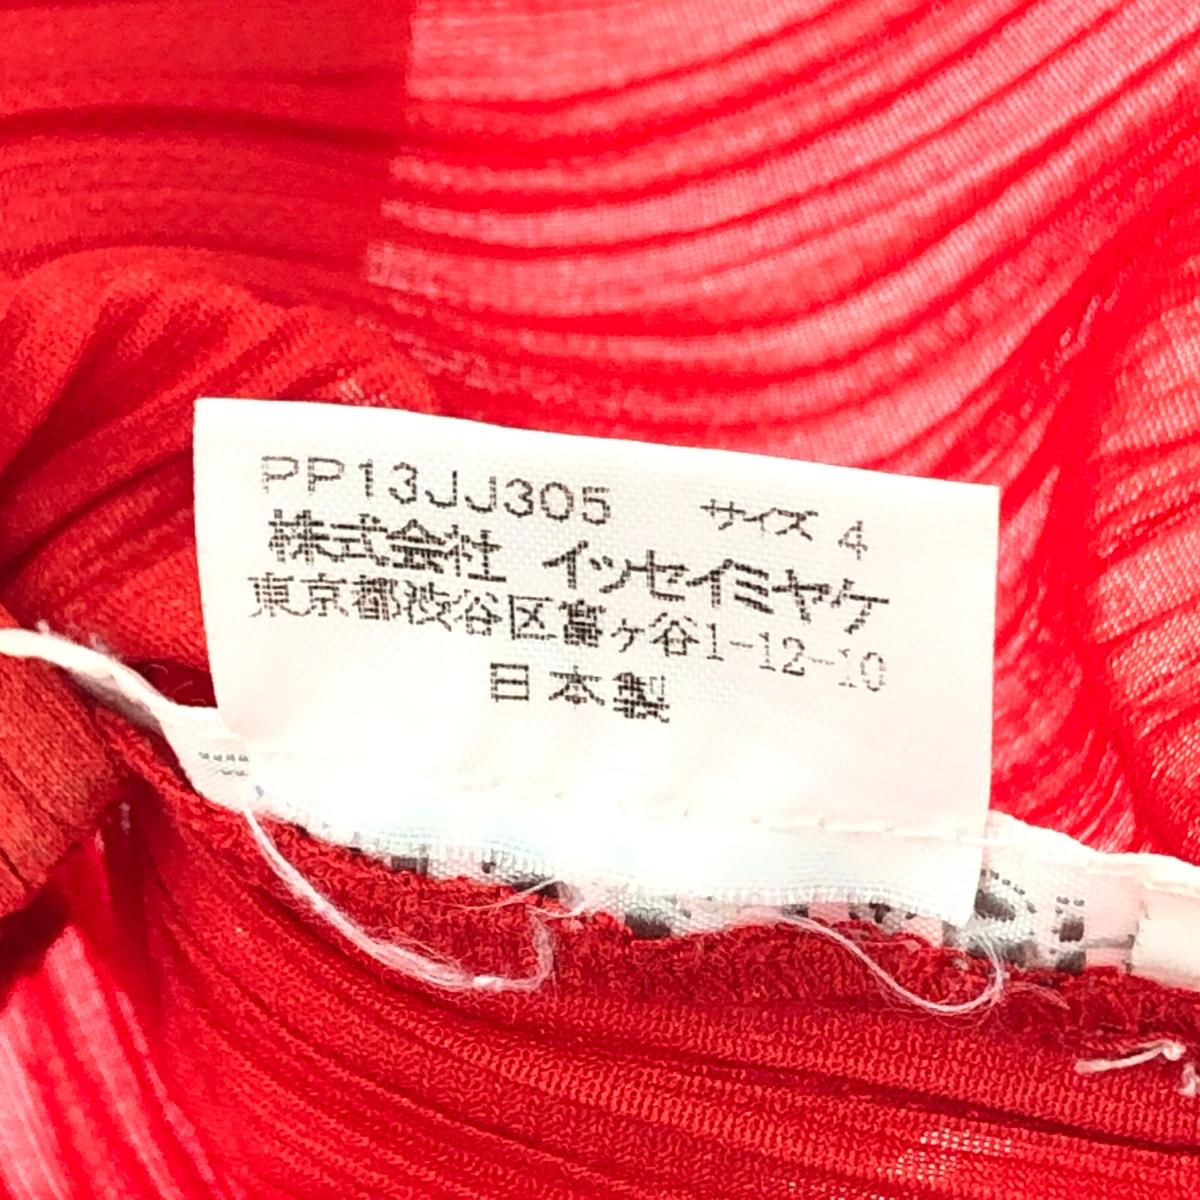 PP13JJ305 サイズ 4
株式会社 イッセイミヤケ
東京都渋谷区富ヶ谷1-12-10
日本製